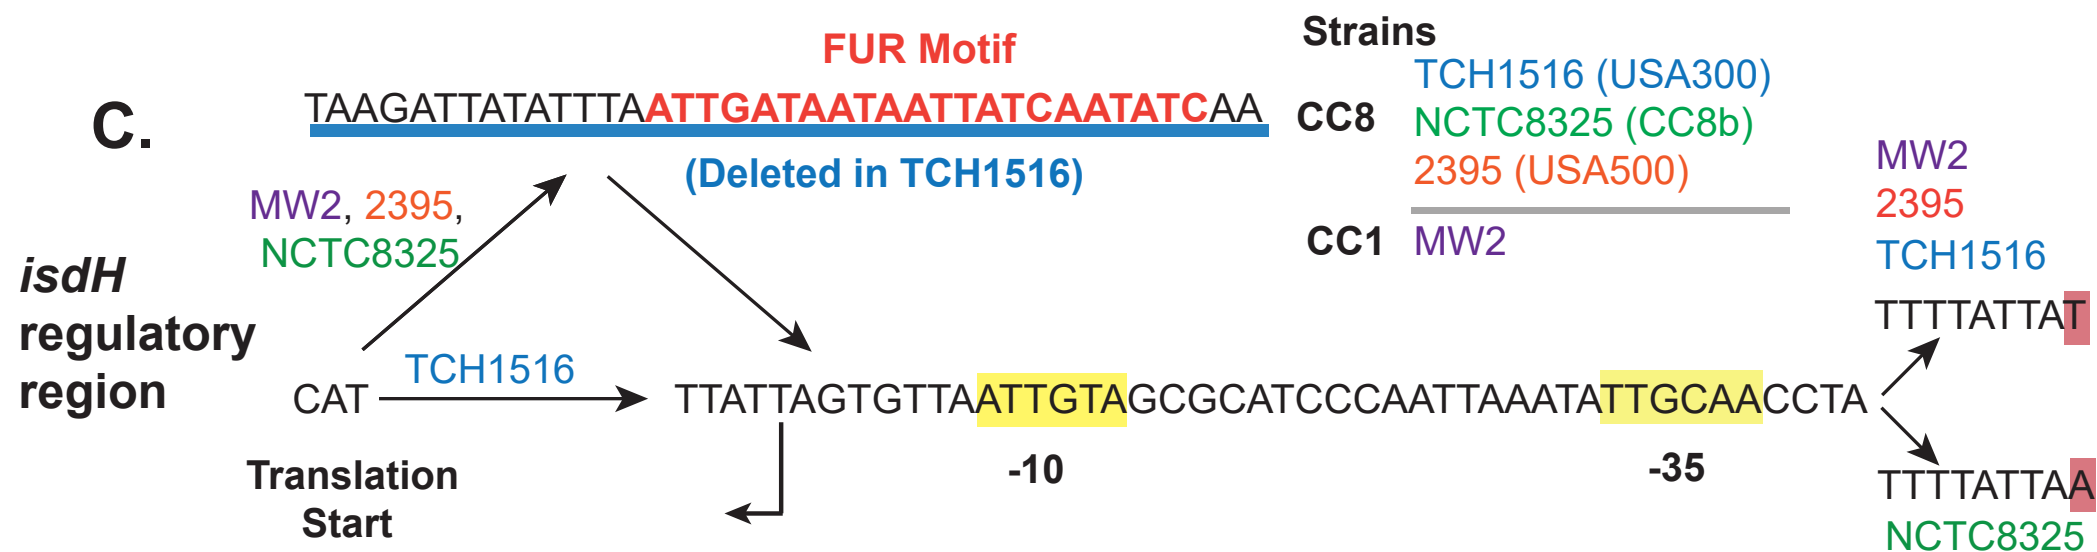 C.
FUR Motif
TAAGATTATATTTAATTGATAATAATTATCAATATCAA
(Deleted in TCH1516)
Strains
CC8
TCH1516 (USA300)
NCTC8325 (CC8b)
2395 (USA500)
CC1 MW2
MW2, 2395,
NCTC8325
isdH
regulatory
region
CAT
TCH1516
Translation
Start
TTATTAGTGTTAATTGTAGCGCATCCCAATTAAATATTGCAACCTA
-10
-35
MW2
2395
TCH1516
TTTTATTAT
TTTTATTAA
NCTC8325